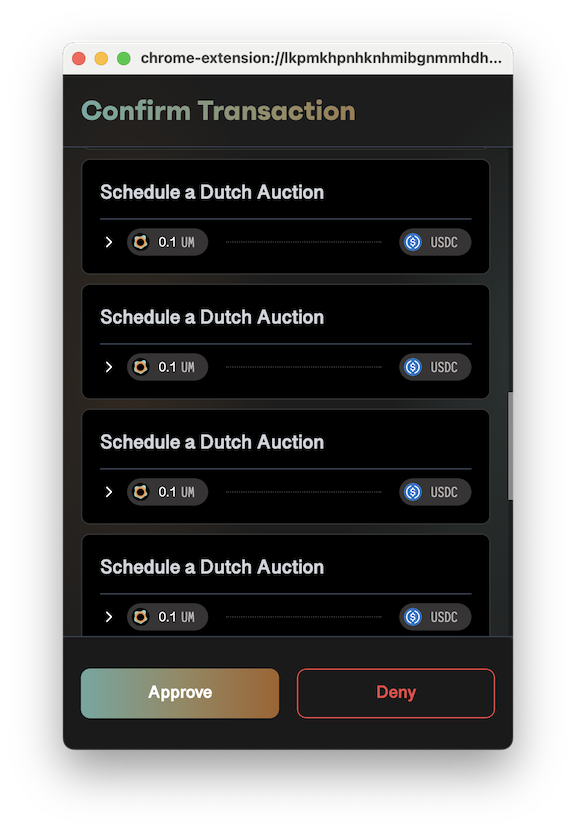 chrome-extension://lkpmkhpnhknhmibgnmmhdh...
Confirm Transaction
Schedule a Dutch Auction
0.1 UM USDC
Schedule a Dutch Auction
0.1 UM USDC
Schedule a Dutch Auction
0.1 UM USDC
Schedule a Dutch Auction
0.1 UM USDC
Approve Deny